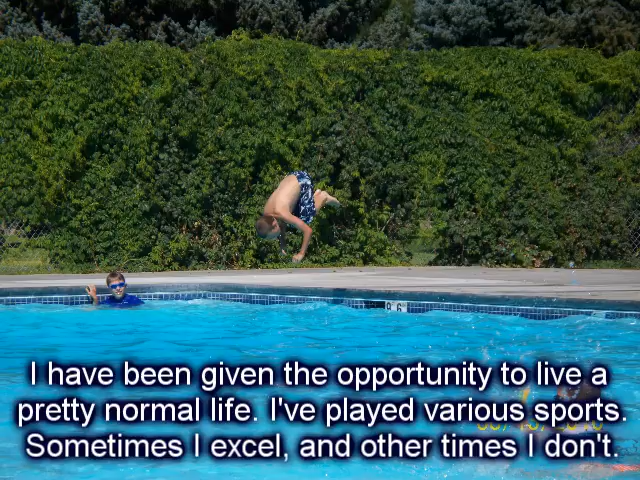 I have been given the opportunity to live a
pretty normal life. I've played various sports.
Sometimes I excel, and other times I don't.